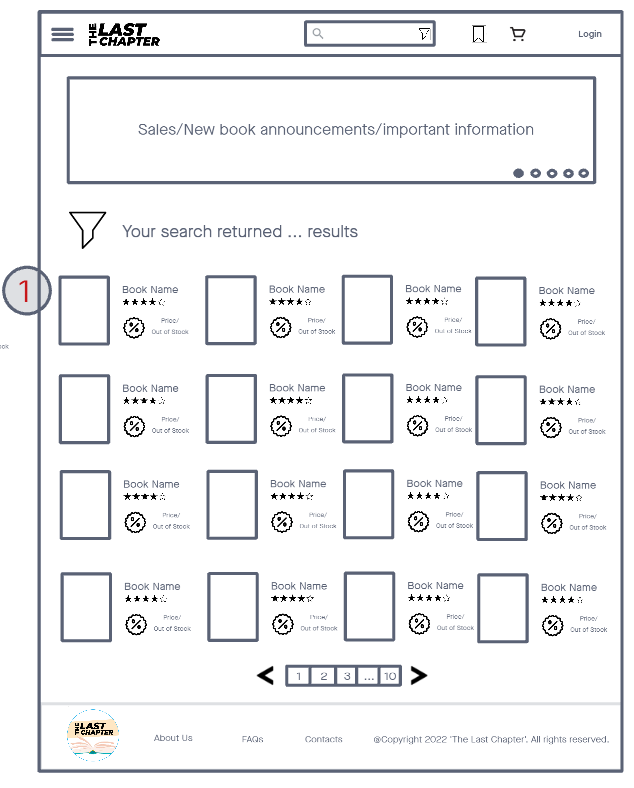 THE LAST CHAPTER
Login
Sales/New book announcements/important information
Your search returned ... results
1
Book Name Book Name Book Name Book Name
Price/ Price/ Price/ Price/
Out of Stock Out of Stock Out of Stock Out of Stock
Book Name Book Name Book Name Book Name
Price/ Price/ Price/ Price/
Out of Stock Out of Stock Out of Stock Out of Stock
Book Name Book Name Book Name Book Name
Price/ Price/ Price/ Price/
Out of Stock Out of Stock Out of Stock Out of Stock
Book Name Book Name Book Name Book Name
Price/ Price/ Price/ Price/
Out of Stock Out of Stock Out of Stock Out of Stock
1 2 3 ... 10
THE LAST CHAPTER
About Us FAQs Contacts @Copyright 2022 'The Last Chapter'. All rights reserved.